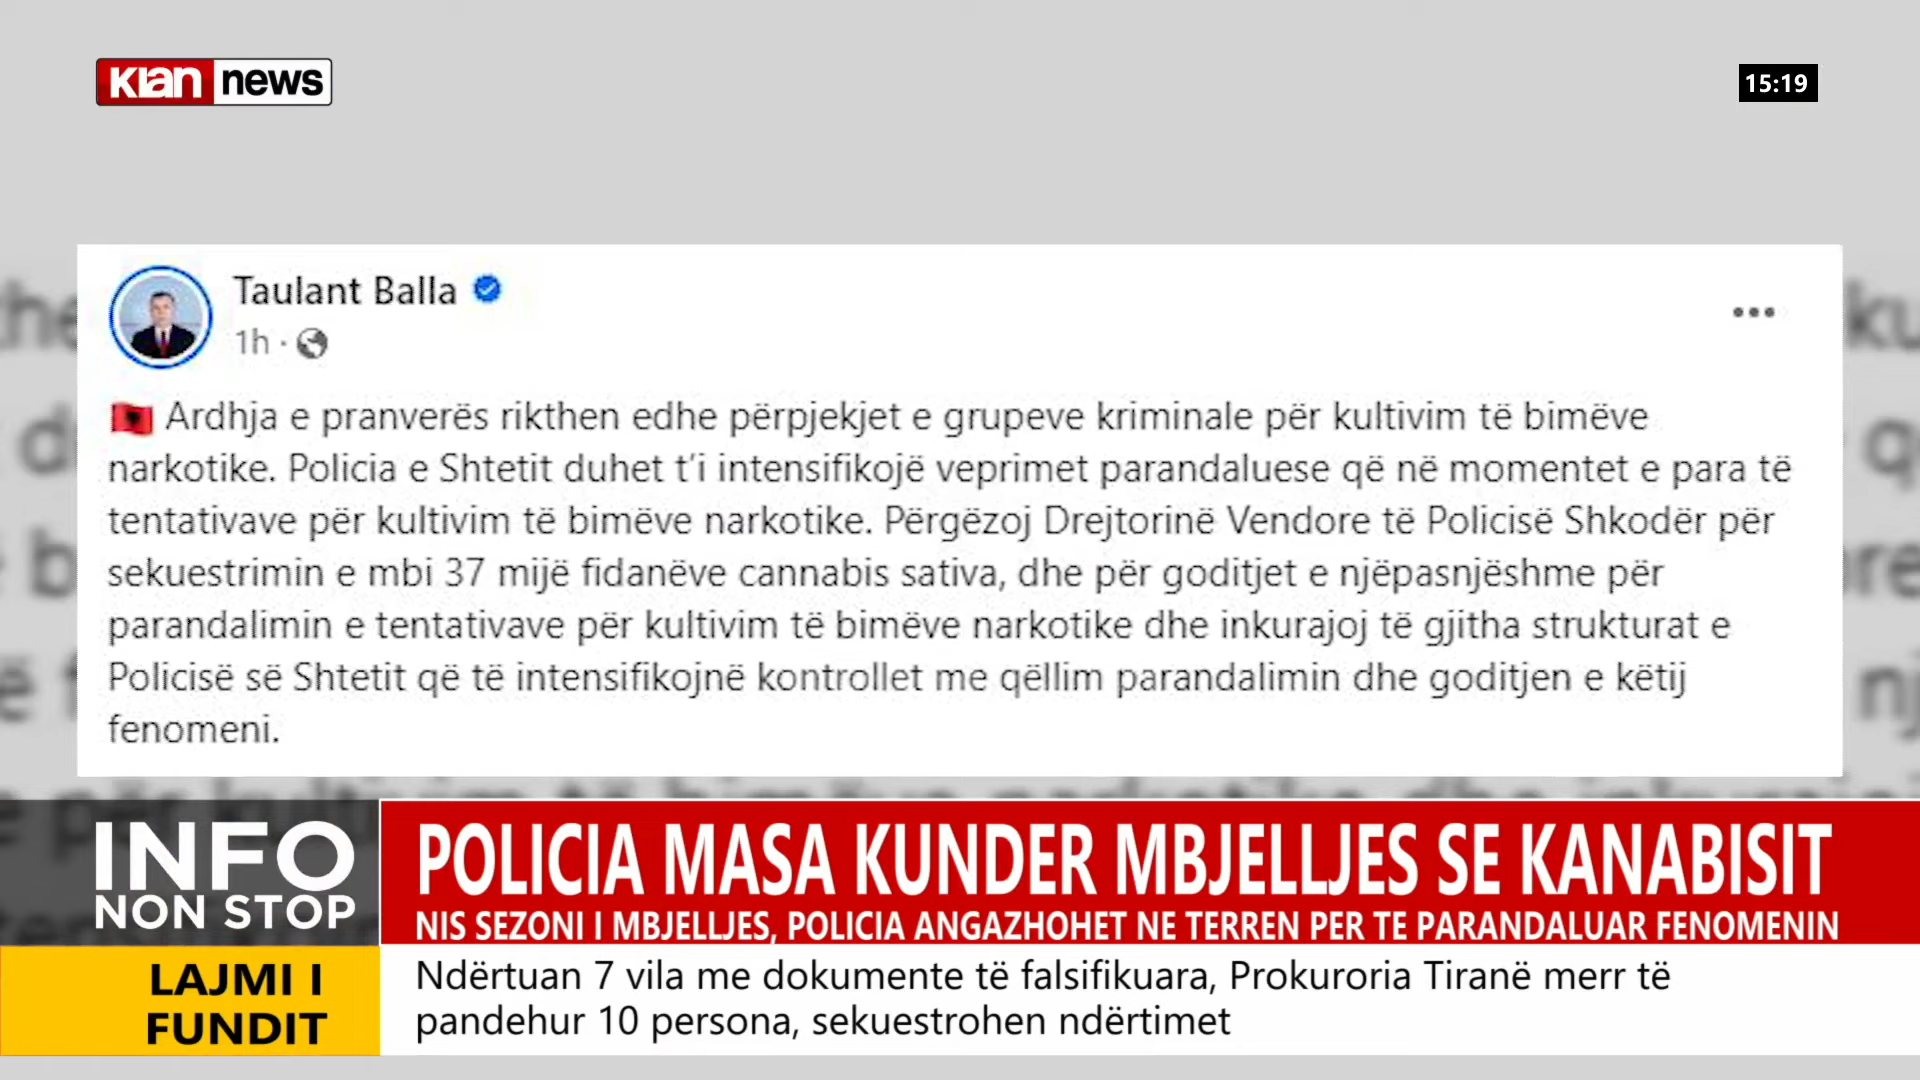 klan news
15:19
Taulant Balla
1h ·
Ardhja e pranverës rikthen edhe përpjekjet e grupeve kriminale për kultivim të bimëve
narkotike. Policia e Shtetit duhet t'i intensifikojë veprimet parandaluese që në momentet e para të
tentativave për kultivim të bimëve narkotike. Përgëzoj Drejtorinë Vendore të Policisë Shkodër për
sekuestrimin e mbi 37 mijë fidanëve cannabis sativa, dhe për goditjet e njëpasnjëshme për
parandalimin e tentativave për kultivim të bimëve narkotike dhe inkurajoj të gjitha strukturat e
Policisë së Shtetit që të intensifikojnë kontrollet me qëllim parandalimin dhe goditjen e këtij
fenomeni.
INFO
NON STOP
POLICIA MASA KUNDER MBJELLJES SE KANABISIT
NIS SEZONI I MBJELLJES, POLICIA ANGAZHOHET NE TERREN PER TE PARANDALUAR FENOMENIN
LAJMI I
FUNDIT
Ndërtuan 7 vila me dokumente të falsifikuara, Prokuroria Tiranë merr të
pandehur 10 persona, sekuestrohen ndërtimet